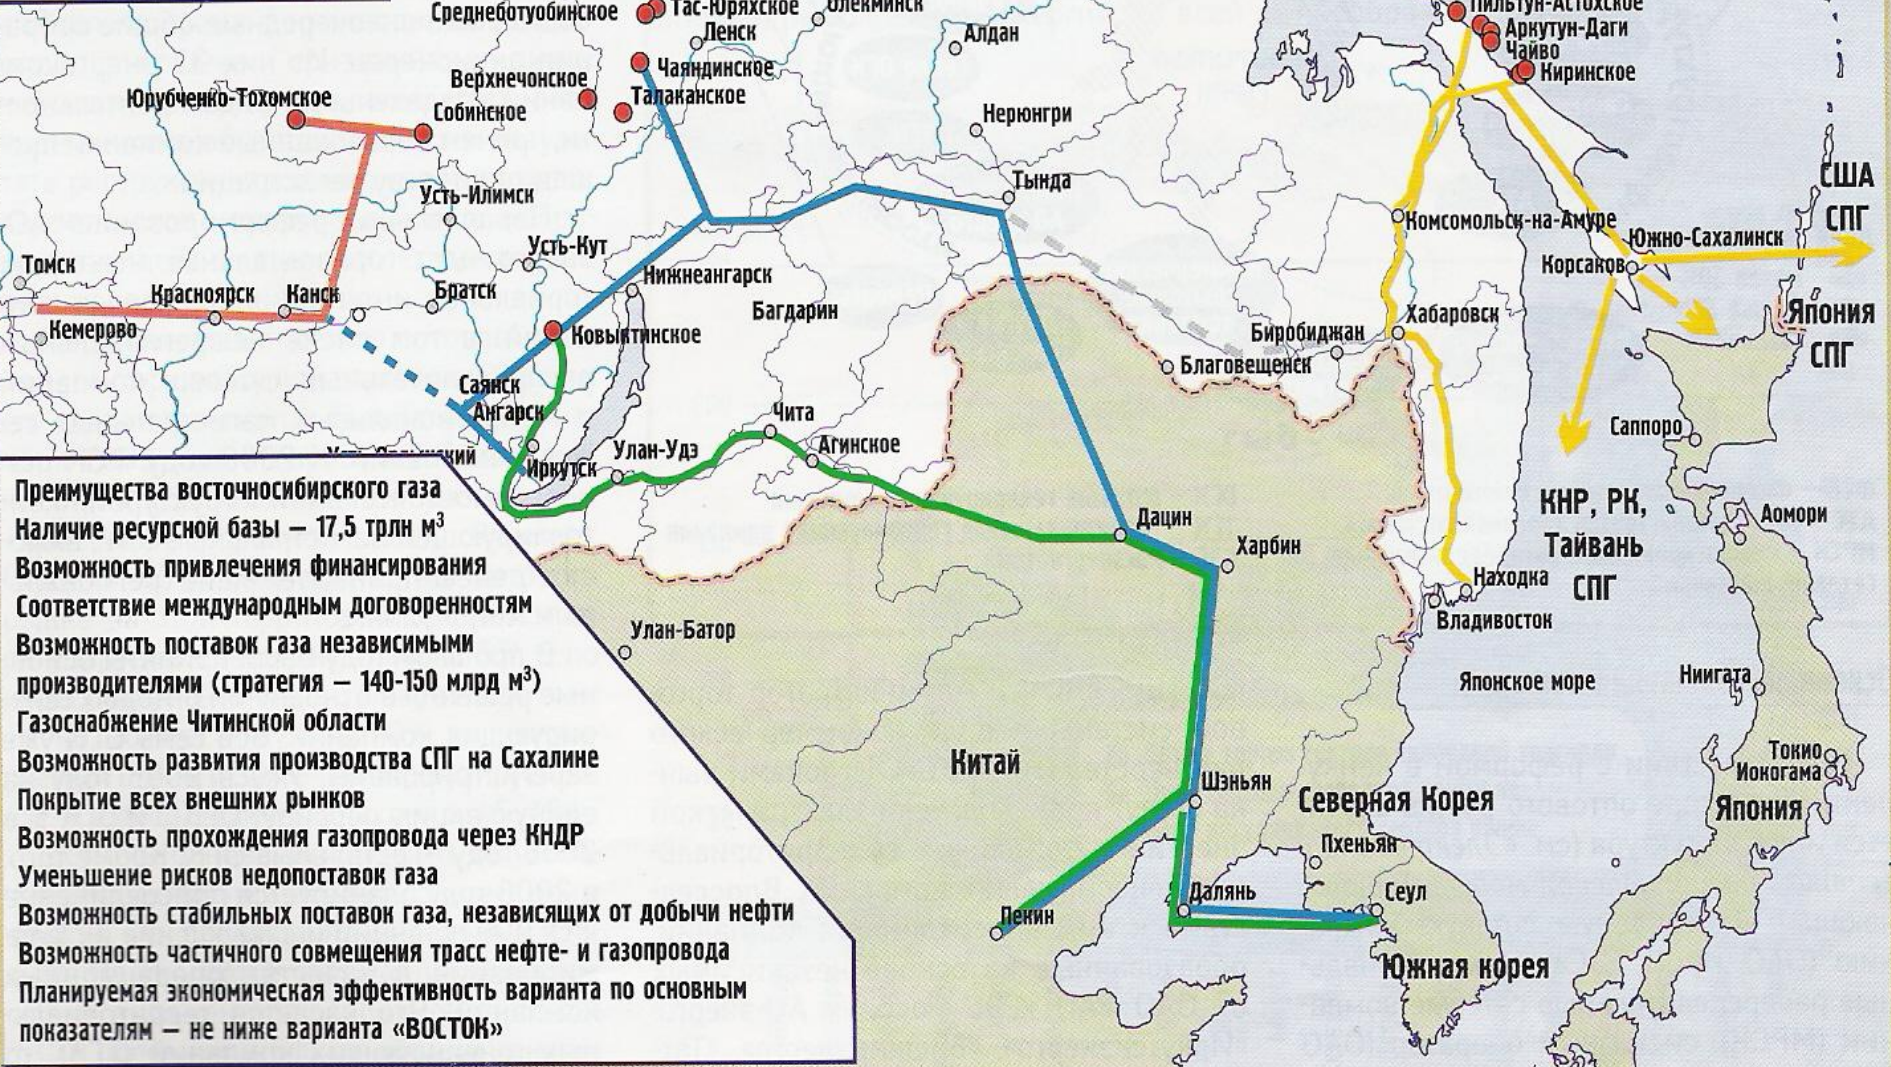 Среднеботуобинское
Тас-Юряхское
Олекминск
Пильтун-Астохское
Ленск
Алдан
Аркутун-Даги
Чайво
Чаяндинское
Киринское
Верхнечонское
Талаканское
Юрубченко-Тохомское
Собинское
Нерюнгри
Тында
США
СПГ
Усть-Илимск
Комсомольск-на-Амуре
Южно-Сахалинск
Усть-Кут
Корсаков
Томск
Нижнеангарск
Красноярск
Канск
Братск
Багдарин
Япония
СПГ
Кемерово
Ковыктинское
Хабаровск
Биробиджан
Благовещенск
Саянск
Ангарск
Чита
Агинское
Саппоро
Улан-Удэ
Иркутск
КНР, РК,
Тайвань
СПГ
Дацин
Харбин
Аомори
Находка
Владивосток
Улан-Батор
Японское море
Ниигата
Китай
Шэньян
Северная Корея
Токио
Иокогама
Япония
Пхеньян
Далянь
Сеул
Пекин
Южная корея
Преимущества восточносибирского газа
Наличие ресурсной базы – 17,5 трлн м³
Возможность привлечения финансирования
Соответствие международным договоренностям
Возможность поставок газа независимыми
производителями (стратегия – 140-150 млрд м³)
Газоснабжение Читинской области
Возможность развития производства СПГ на Сахалине
Покрытие всех внешних рынков
Возможность прохождения газопровода через КНДР
Уменьшение рисков недопоставок газа
Возможность стабильных поставок газа, независящих от добычи нефти
Возможность частичного совмещения трасс нефте- и газопровода
Планируемая экономическая эффективность варианта по основным
показателям – не ниже варианта «ВОСТОК»